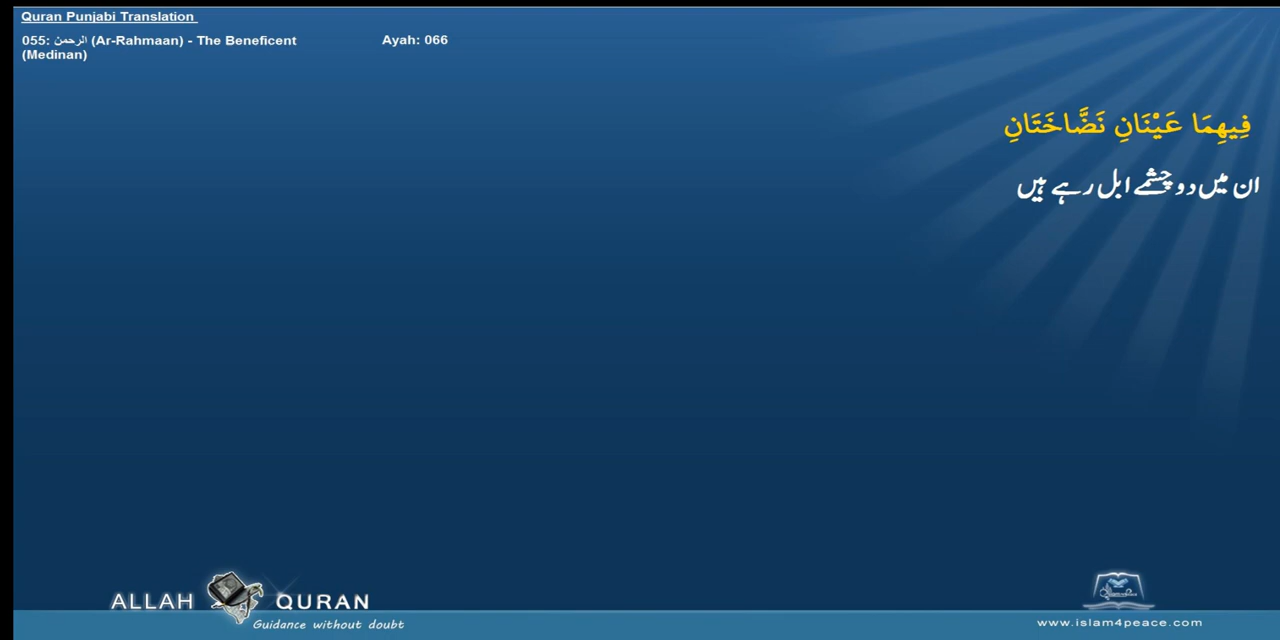 Quran Punjabi Translation
055: الرحمن (Ar-Rahmaan) - The Beneficent
(Medinan)
Ayah: 066
فِيهِمَا عَيْنَانِ نَضَّاخَتَانِ
ان میں دو چشمے ابل رہے ہیں
ALLAH QURAN
Guidance without doubt
www.islam4peace.com